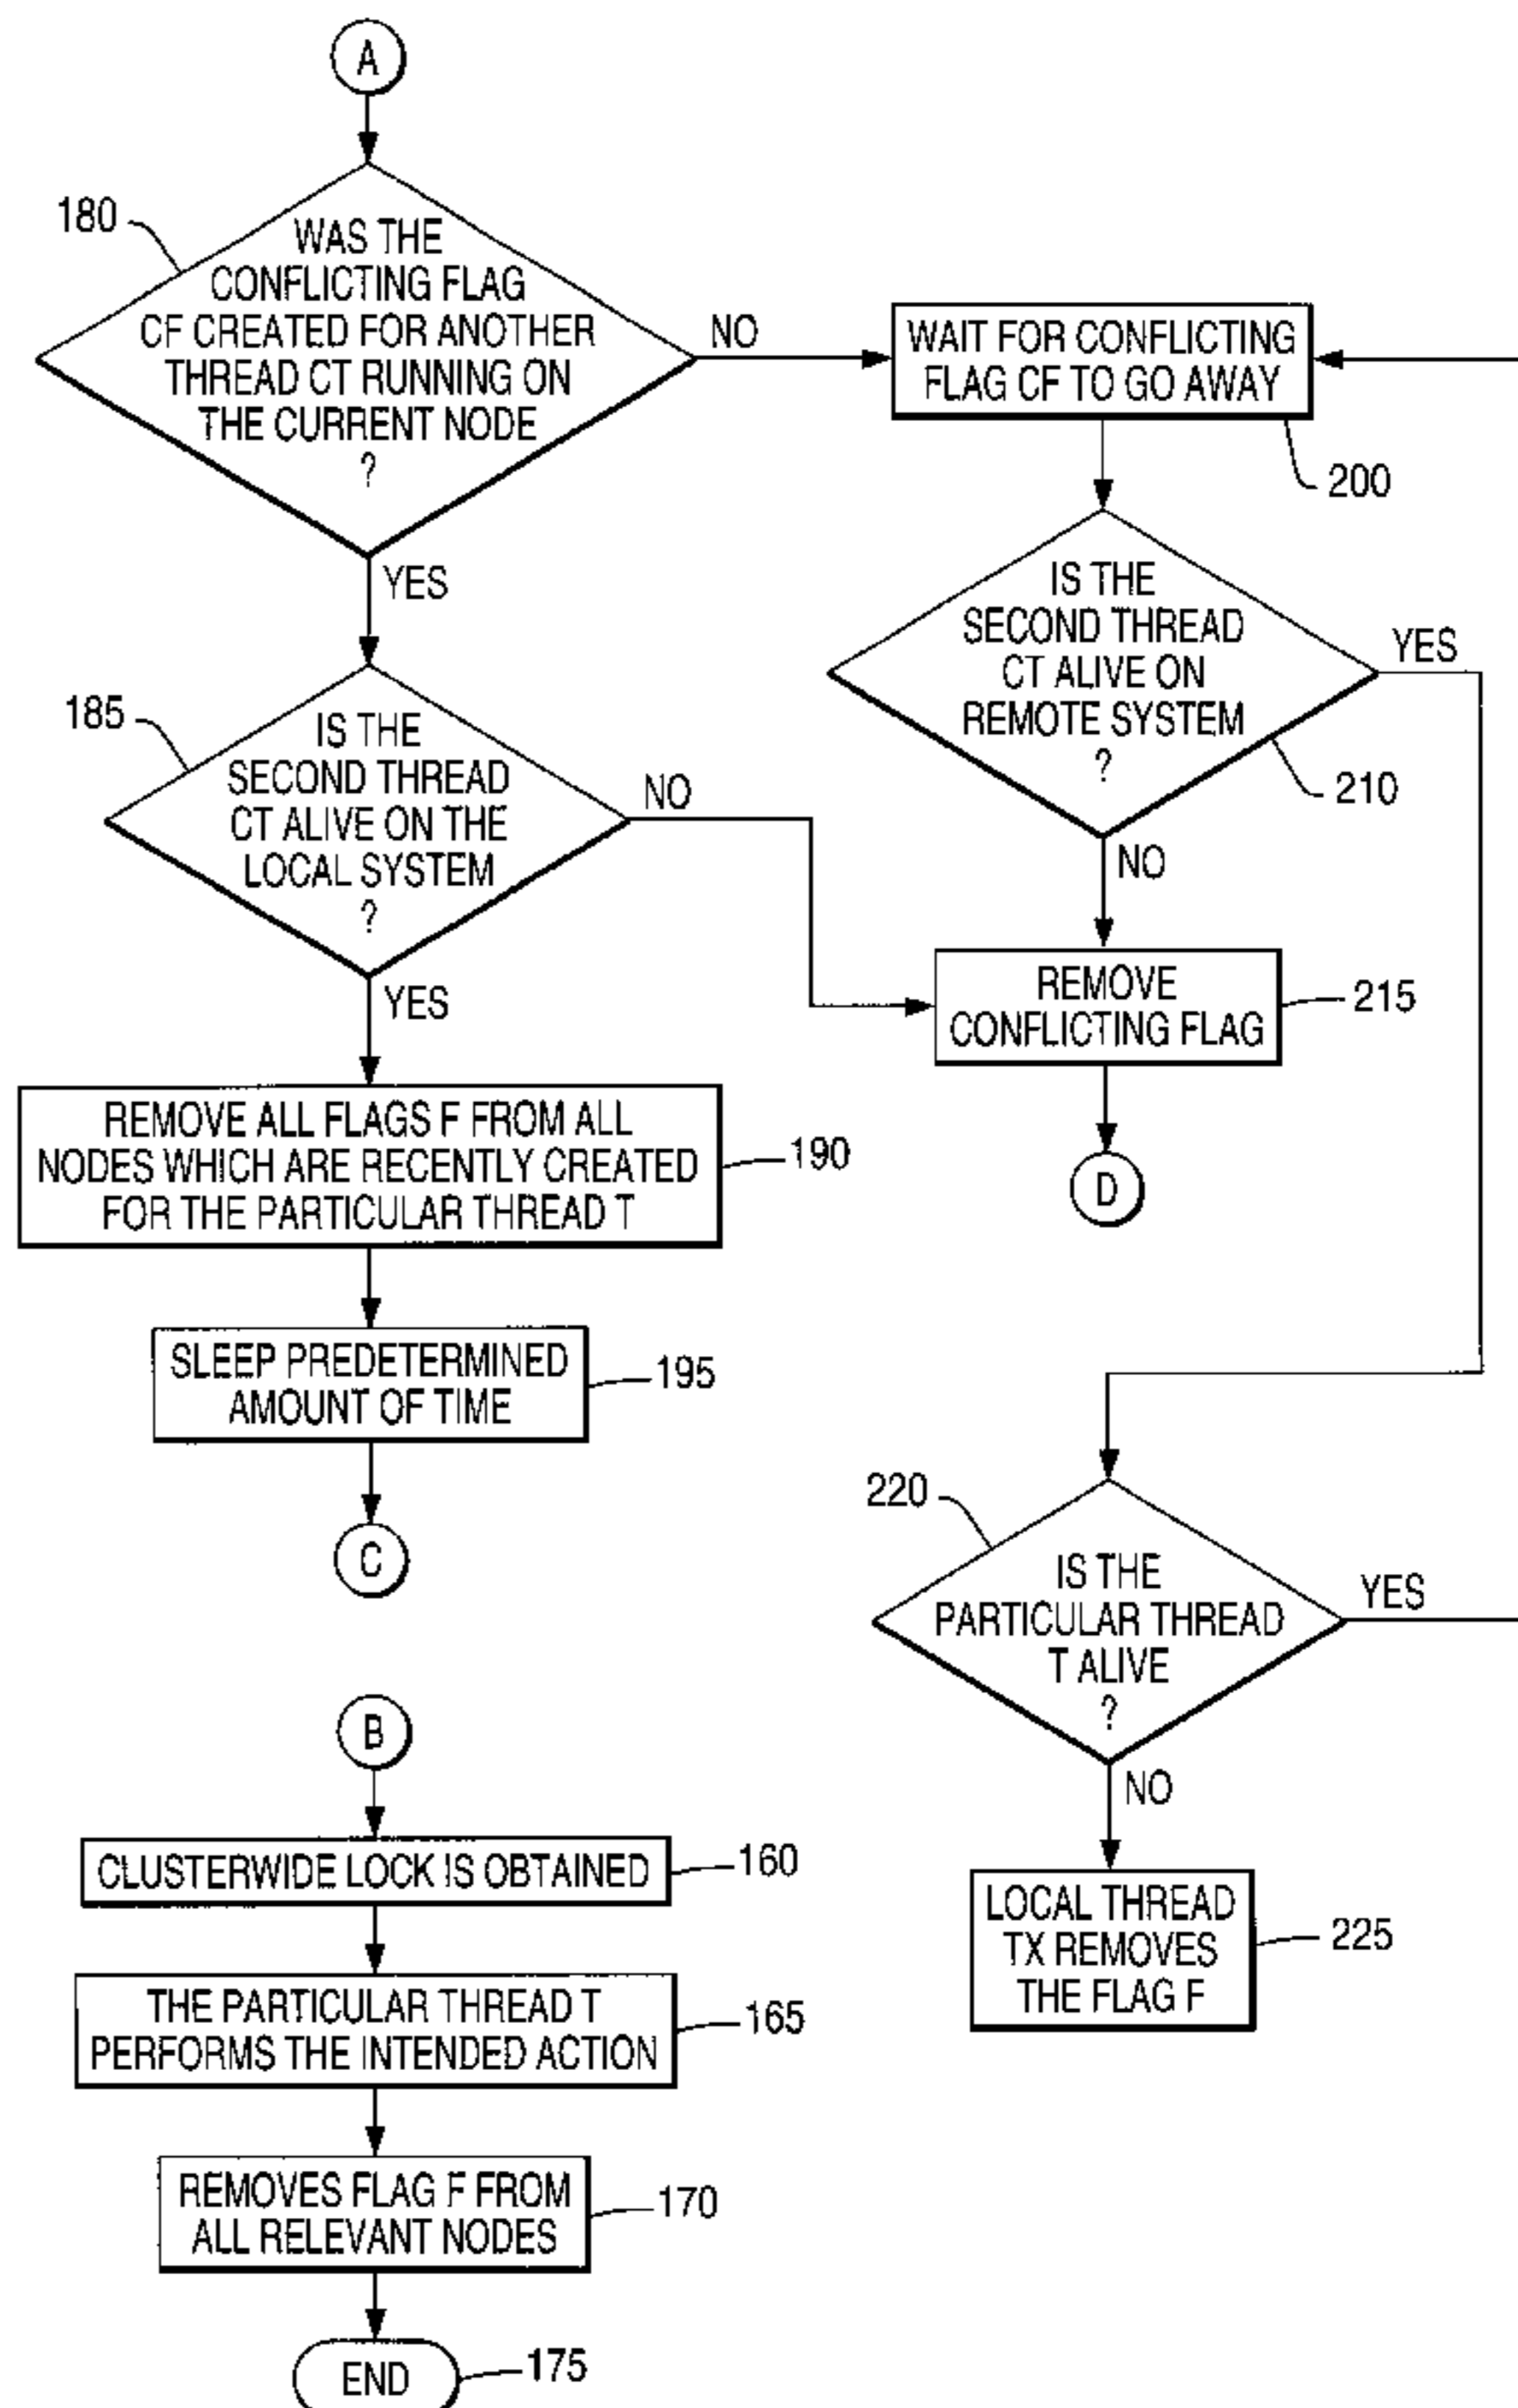 A
180
WAS THE
CONFLICTING FLAG
CF CREATED FOR ANOTHER
THREAD CT RUNNING ON
THE CURRENT NODE
?
NO
YES
WAIT FOR CONFLICTING
FLAG CF TO GO AWAY
200
IS THE
SECOND THREAD
CT ALIVE ON
REMOTE SYSTEM
?
YES
210
NO
185
IS THE
SECOND THREAD
CT ALIVE ON THE
LOCAL SYSTEM
?
NO
YES
REMOVE
CONFLICTING FLAG
215
D
REMOVE ALL FLAGS F FROM ALL
NODES WHICH ARE RECENTLY CREATED
FOR THE PARTICULAR THREAD T
190
SLEEP PREDETERMINED
AMOUNT OF TIME
195
C
220
IS THE
PARTICULAR THREAD
T ALIVE
?
YES
NO
LOCAL THREAD
TX REMOVES
THE FLAG F
225
B
CLUSTERWIDE LOCK IS OBTAINED
160
THE PARTICULAR THREAD T
PERFORMS THE INTENDED ACTION
165
REMOVES FLAG F FROM
ALL RELEVANT NODES
170
END
175